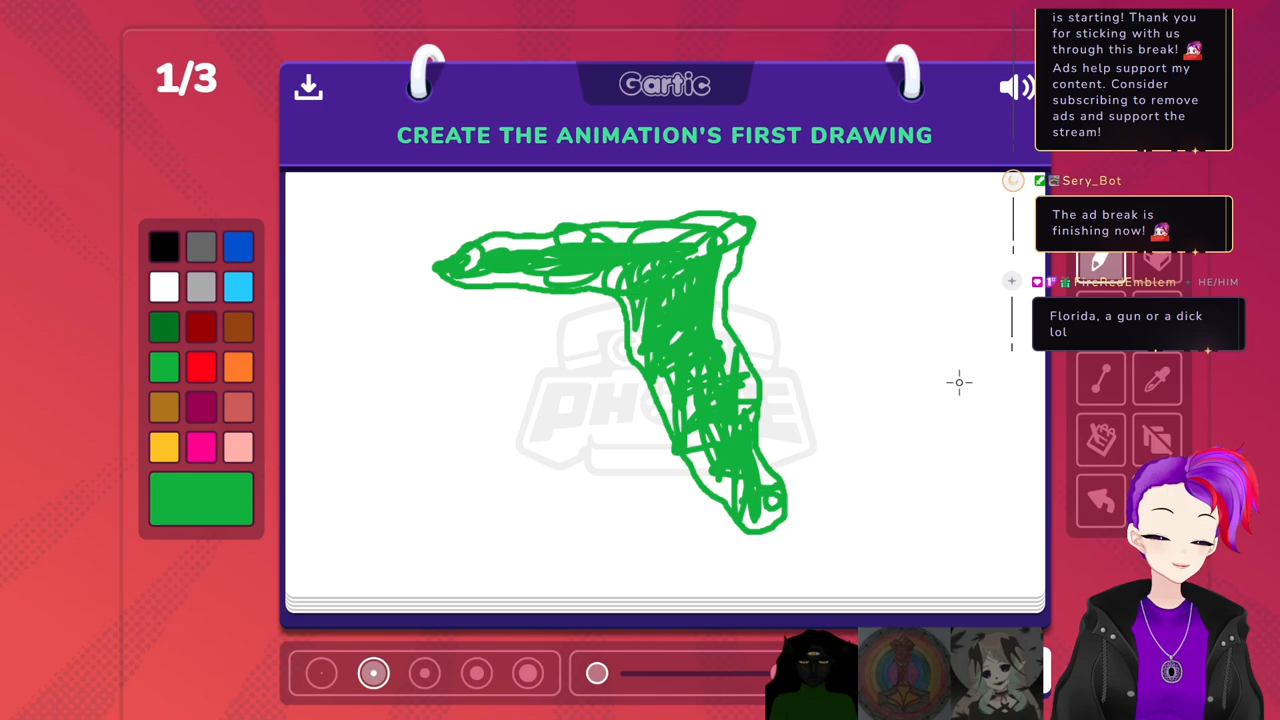 1/3
Gartic
CREATE THE ANIMATION'S FIRST DRAWING
PHONE
is starting! Thank you
for sticking with us
through this break!
Ads help support my
content. Consider
subscribing to remove
ads and support the
stream!
Sery_Bot
The ad break is
finishing now!
FireRedEmblem HE/HIM
Florida, a gun or a dick
lol